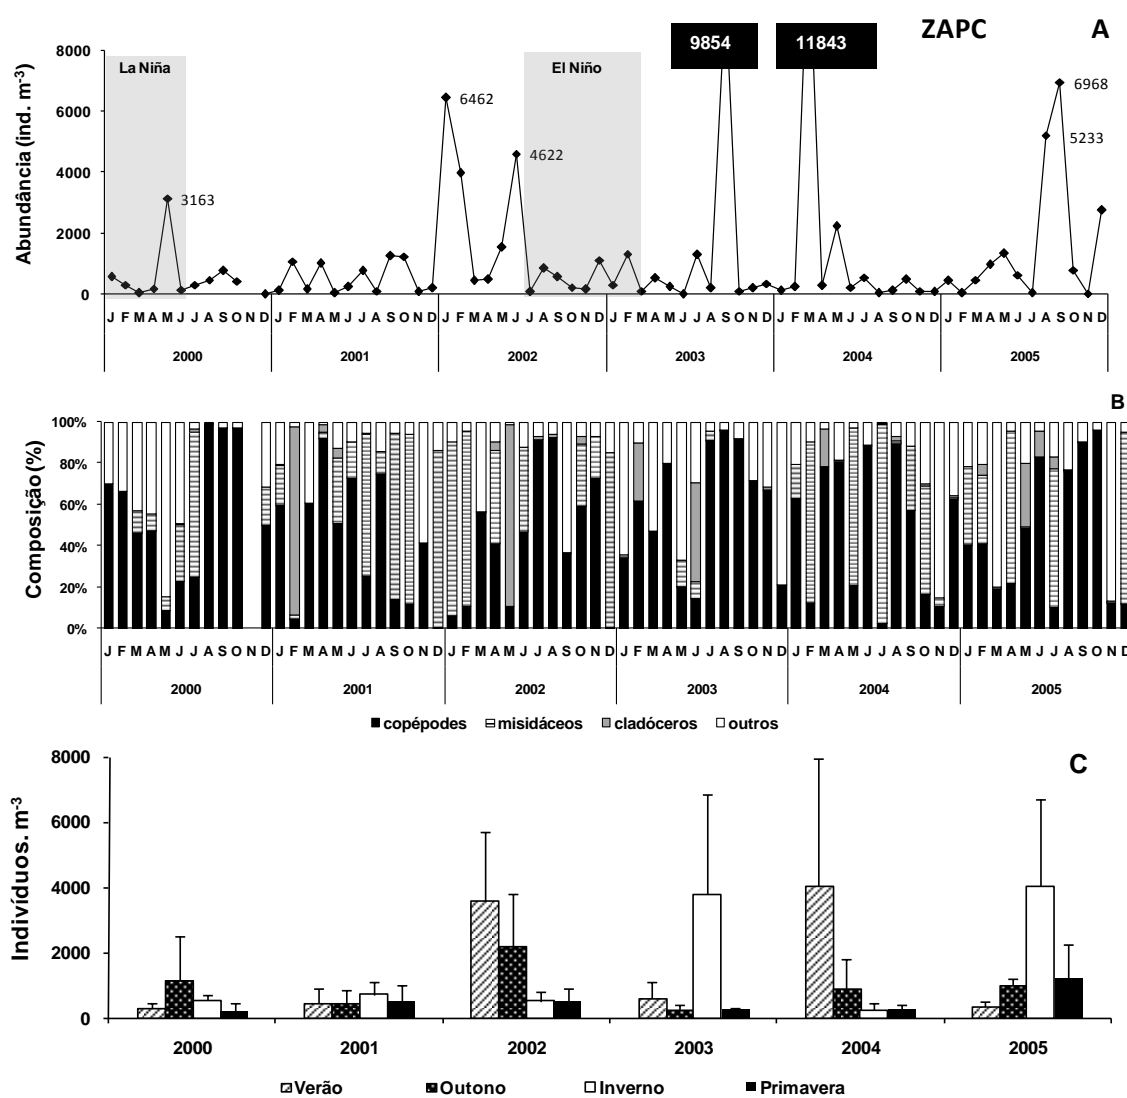 9854 11843 ZAPC A
8000
La Niña El Niño
6968
6462
6000
5233
4622
4000
3163
2000
0
Abundância (ind. m-3)
J F M A M J J A S O N D J F M A M J J A S O N D J F M A M J J A S O N D J F M A M J J A S O N D J F M A M J J A S O N D J F M A M J J A S O N D
2000 2001 2002 2003 2004 2005
B
100%
80%
60%
40%
20%
0%
Composição (%)
J F M A M J J A S O N D J F M A M J J A S O N D J F M A M J J A S O N D J F M A M J J A S O N D J F M A M J J A S O N D J F M A M J J A S O N D
2000 2001 2002 2003 2004 2005
copépodes misidáceos cladóceros outros
C
8000
6000
4000
2000
0
Indivíduos. m-3
2000 2001 2002 2003 2004 2005
Verão Outono Inverno Primavera